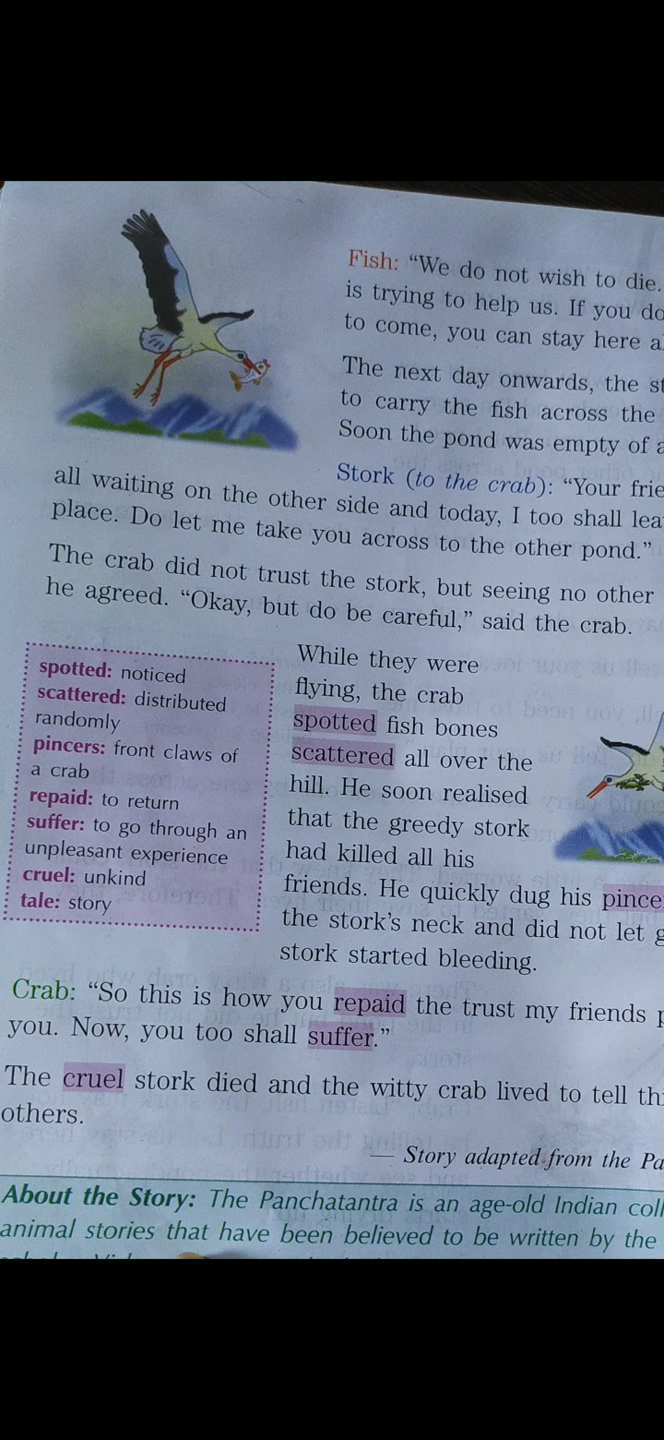 Fish: “We do not wish to die.
is trying to help us. If you
to come, you can stay here
The next day onwards, the
to carry the fish across the
Soon the pond was empty of
Stork (to the crab): “Your
all waiting on the other side and today, I too shall
place. Do let me take you across to the other pond.”
The crab did not trust the stork, but seeing no other
he agreed. “Okay, but do be careful,” said the crab.
spotted: noticed
scattered: distributed
randomly
pincers: front claws of
a crab
repaid: to return
suffer: to go through an
unpleasant experience
cruel: unkind
tale: story
While they were
flying, the crab
spotted fish bones
scattered all over the
hill. He soon realised
that the greedy stork
had killed all his
friends. He quickly dug his
the stork’s neck and did not let
stork started bleeding.
Crab: “So this is how you repaid the trust my friends
you. Now, you too shall suffer.”
The cruel stork died and the witty crab lived to tell
others.
— Story adapted from the
About the Story: The Panchatantra is an age-old Indian
animal stories that have been believed to be written by the